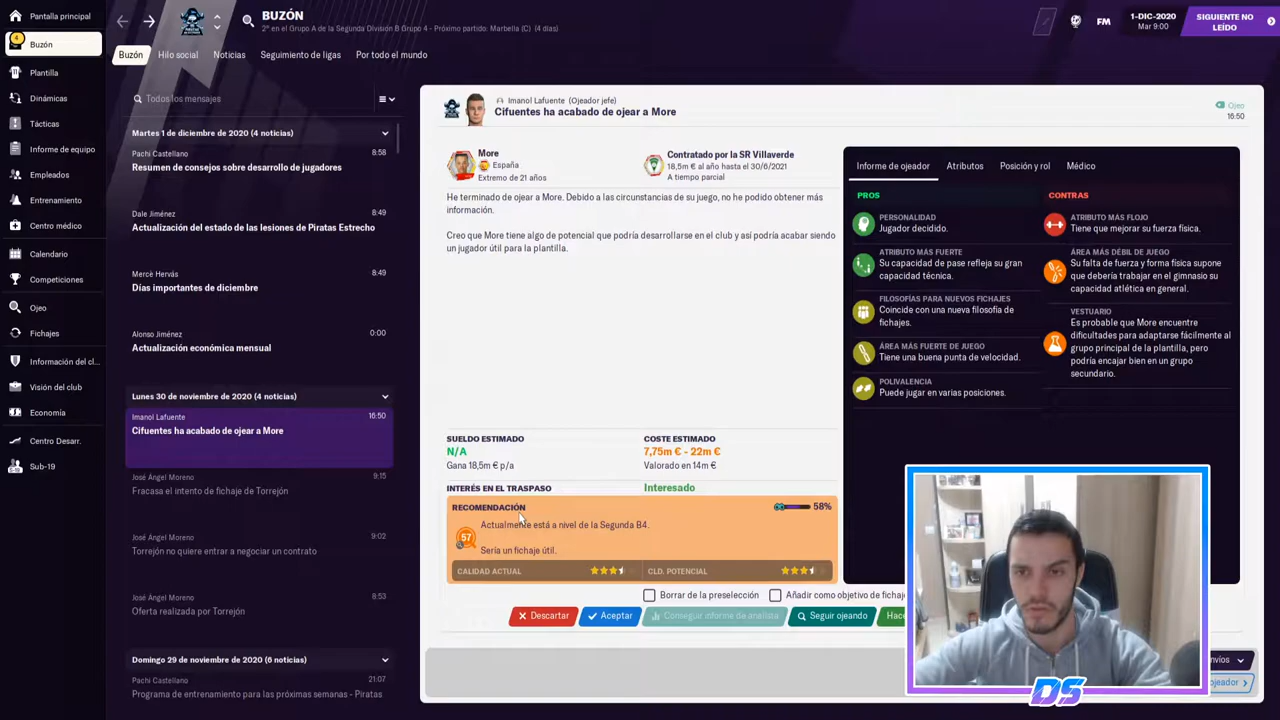 Pantalla principal
4
Buzón
Plantilla
Dinámicas
Tácticas
Informe de equipo
Empleados
Entrenamiento
Centro médico
Calendario
Competiciones
Ojeo
Fichajes
Información del cl...
Visión del club
Economía
Centro Desarr.
Sub-19
BUZÓN
2º en el Grupo A de la Segunda División B Grupo 4 - Próximo partido: Marbella (C) (4 días)
FM
1-DIC-2020
Mar 9:00
SIGUIENTE NO
LEÍDO
Buzón
Hilo social
Noticias
Seguimiento de ligas
Por todo el mundo
Todos los mensajes
Martes 1 de diciembre de 2020 (4 noticias)
Pachi Castellano
8:58
Resumen de consejos sobre desarrollo de jugadores
Dale Jiménez
8:49
Actualización del estado de las lesiones de Piratas Estrecho
Mercè Hervás
8:49
Días importantes de diciembre
Alonso Jiménez
0:00
Actualización económica mensual
Lunes 30 de noviembre de 2020 (4 noticias)
Imanol Lafuente
16:50
Cifuentes ha acabado de ojear a More
José Ángel Moreno
9:15
Fracasa el intento de fichaje de Torrejón
José Ángel Moreno
9:02
Torrejón no quiere entrar a negociar un contrato
José Ángel Moreno
8:53
Oferta realizada por Torrejón
Domingo 29 de noviembre de 2020 (6 noticias)
Pachi Castellano
21:07
Programa de entrenamiento para las próximas semanas - Piratas
Imanol Lafuente (Ojeador jefe)
Cifuentes ha acabado de ojear a More
Ojeo
16:50
More
España
Extremo de 21 años
Contratado por la SR Villaverde
18,5m € al año hasta el 30/6/2021
A tiempo parcial
He terminado de ojear a More. Debido a las circunstancias de su juego, no he podido obtener más
información.
Creo que More tiene algo de potencial que podría desarrollarse en el club y así podría acabar siendo
un jugador útil para la plantilla.
SUELDO ESTIMADO
N/A
Gana 18,5m € p/a
COSTE ESTIMADO
7,75m € - 22m €
Valorado en 14m €
INTERÉS EN EL TRASPASO
Interesado
RECOMENDACIÓN
58%
57
Actualmente está a nivel de la Segunda B4.
Sería un fichaje útil.
CALIDAD ACTUAL
CLD. POTENCIAL
Borrar de la preselección
Añadir como objetivo de fichaje
Descartar
Aceptar
Conseguir informe de analista
Seguir ojeando
Informe de ojeador
Atributos
Posición y rol
Médico
PROS
PERSONALIDAD
Jugador decidido.
ATRIBUTO MÁS FUERTE
Su capacidad de pase refleja su gran
capacidad técnica.
FILOSOFÍAS PARA NUEVOS FICHAJES
Coincide con una nueva filosofía de
fichajes.
ÁREA MÁS FUERTE DE JUEGO
Tiene una buena punta de velocidad.
POLIVALENCIA
Puede jugar en varias posiciones.
CONTRAS
ATRIBUTO MÁS FLOJO
Tiene que mejorar su fuerza física.
ÁREA MÁS DÉBIL DE JUEGO
Su falta de fuerza y forma física supone
que debería trabajar en el gimnasio su
capacidad atlética en general.
VESTUARIO
Es probable que More encuentre
dificultades para adaptarse fácilmente al
grupo principal de la plantilla, pero
podría encajar bien en un grupo
secundario.
DS